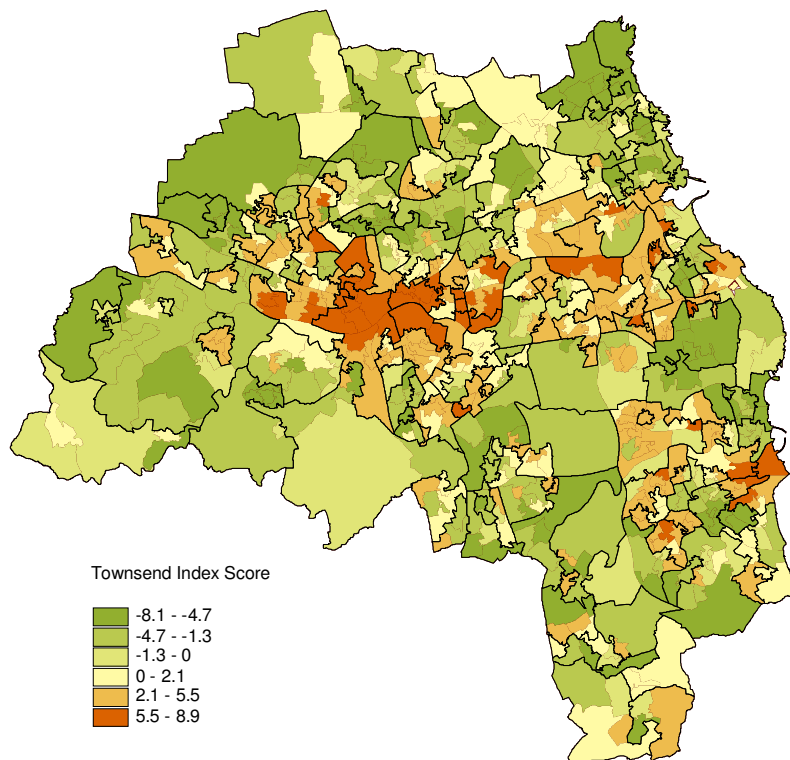 Townsend Index Score
-8.1 - -4.7
-4.7 - -1.3
-1.3 - 0
0 - 2.1
2.1 - 5.5
5.5 - 8.9